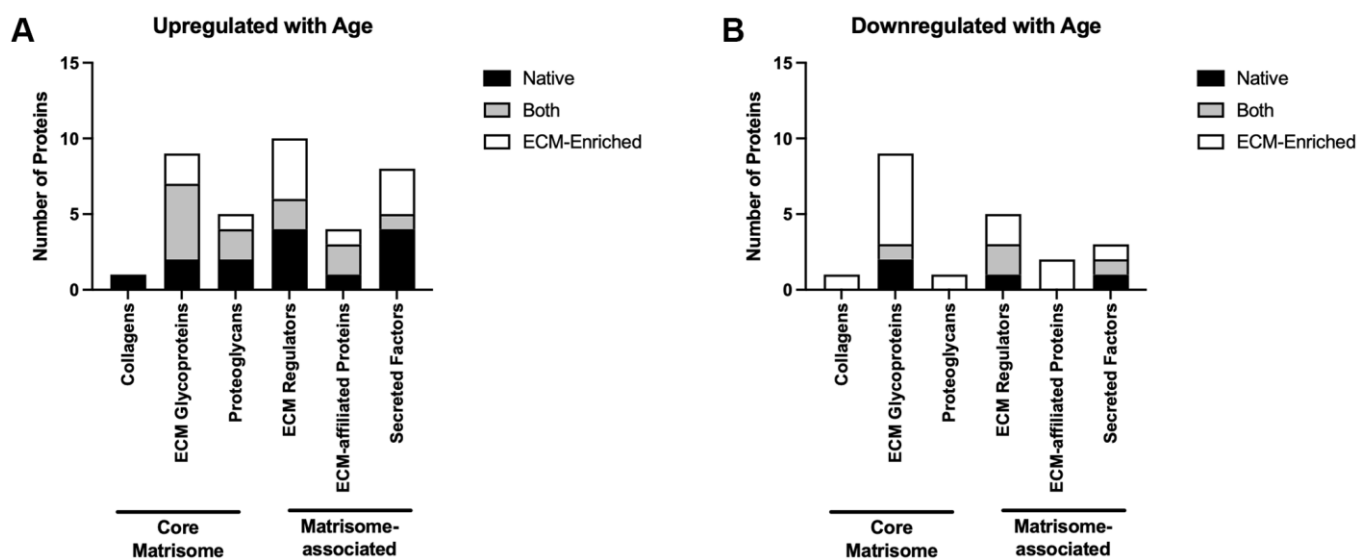 A
Upregulated with Age
Number of Proteins
15
10
5
0
Native
Both
ECM-Enriched
Collagens
ECM Glycoproteins
Proteoglycans
ECM Regulators
ECM-affiliated Proteins
Secreted Factors
Core
Matrisome
Matrisome-
associated
B
Downregulated with Age
Number of Proteins
15
10
5
0
Native
Both
ECM-Enriched
Collagens
ECM Glycoproteins
Proteoglycans
ECM Regulators
ECM-affiliated Proteins
Secreted Factors
Core
Matrisome
Matrisome-
associated